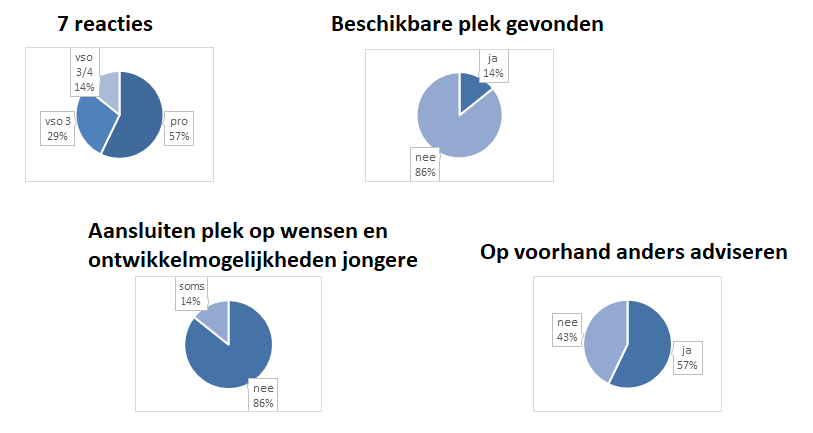 7 reacties
vso
3/4
14%
vso 3
29%
pro
57%
Beschikbare plek gevonden
ja
14%
nee
86%
Aansluiten plek op wensen en
ontwikkelmogelijkheden jongere
soms
14%
nee
86%
Op voorhand anders adviseren
nee
43%
ja
57%